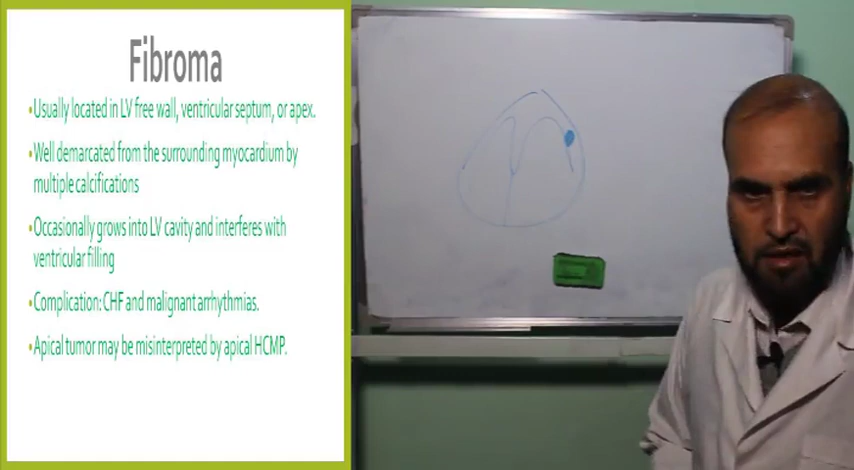 Fibroma
•Usually located in LV free wall, ventricular septum, or apex.
•Well demarcated from the surrounding myocardium by
multiple calcifications
•Occasionally grows into LV cavity and interferes with
ventricular filling
•Complication: CHF and malignant arrhythmias.
•Apical tumor may be misinterpreted by apical HCMP.